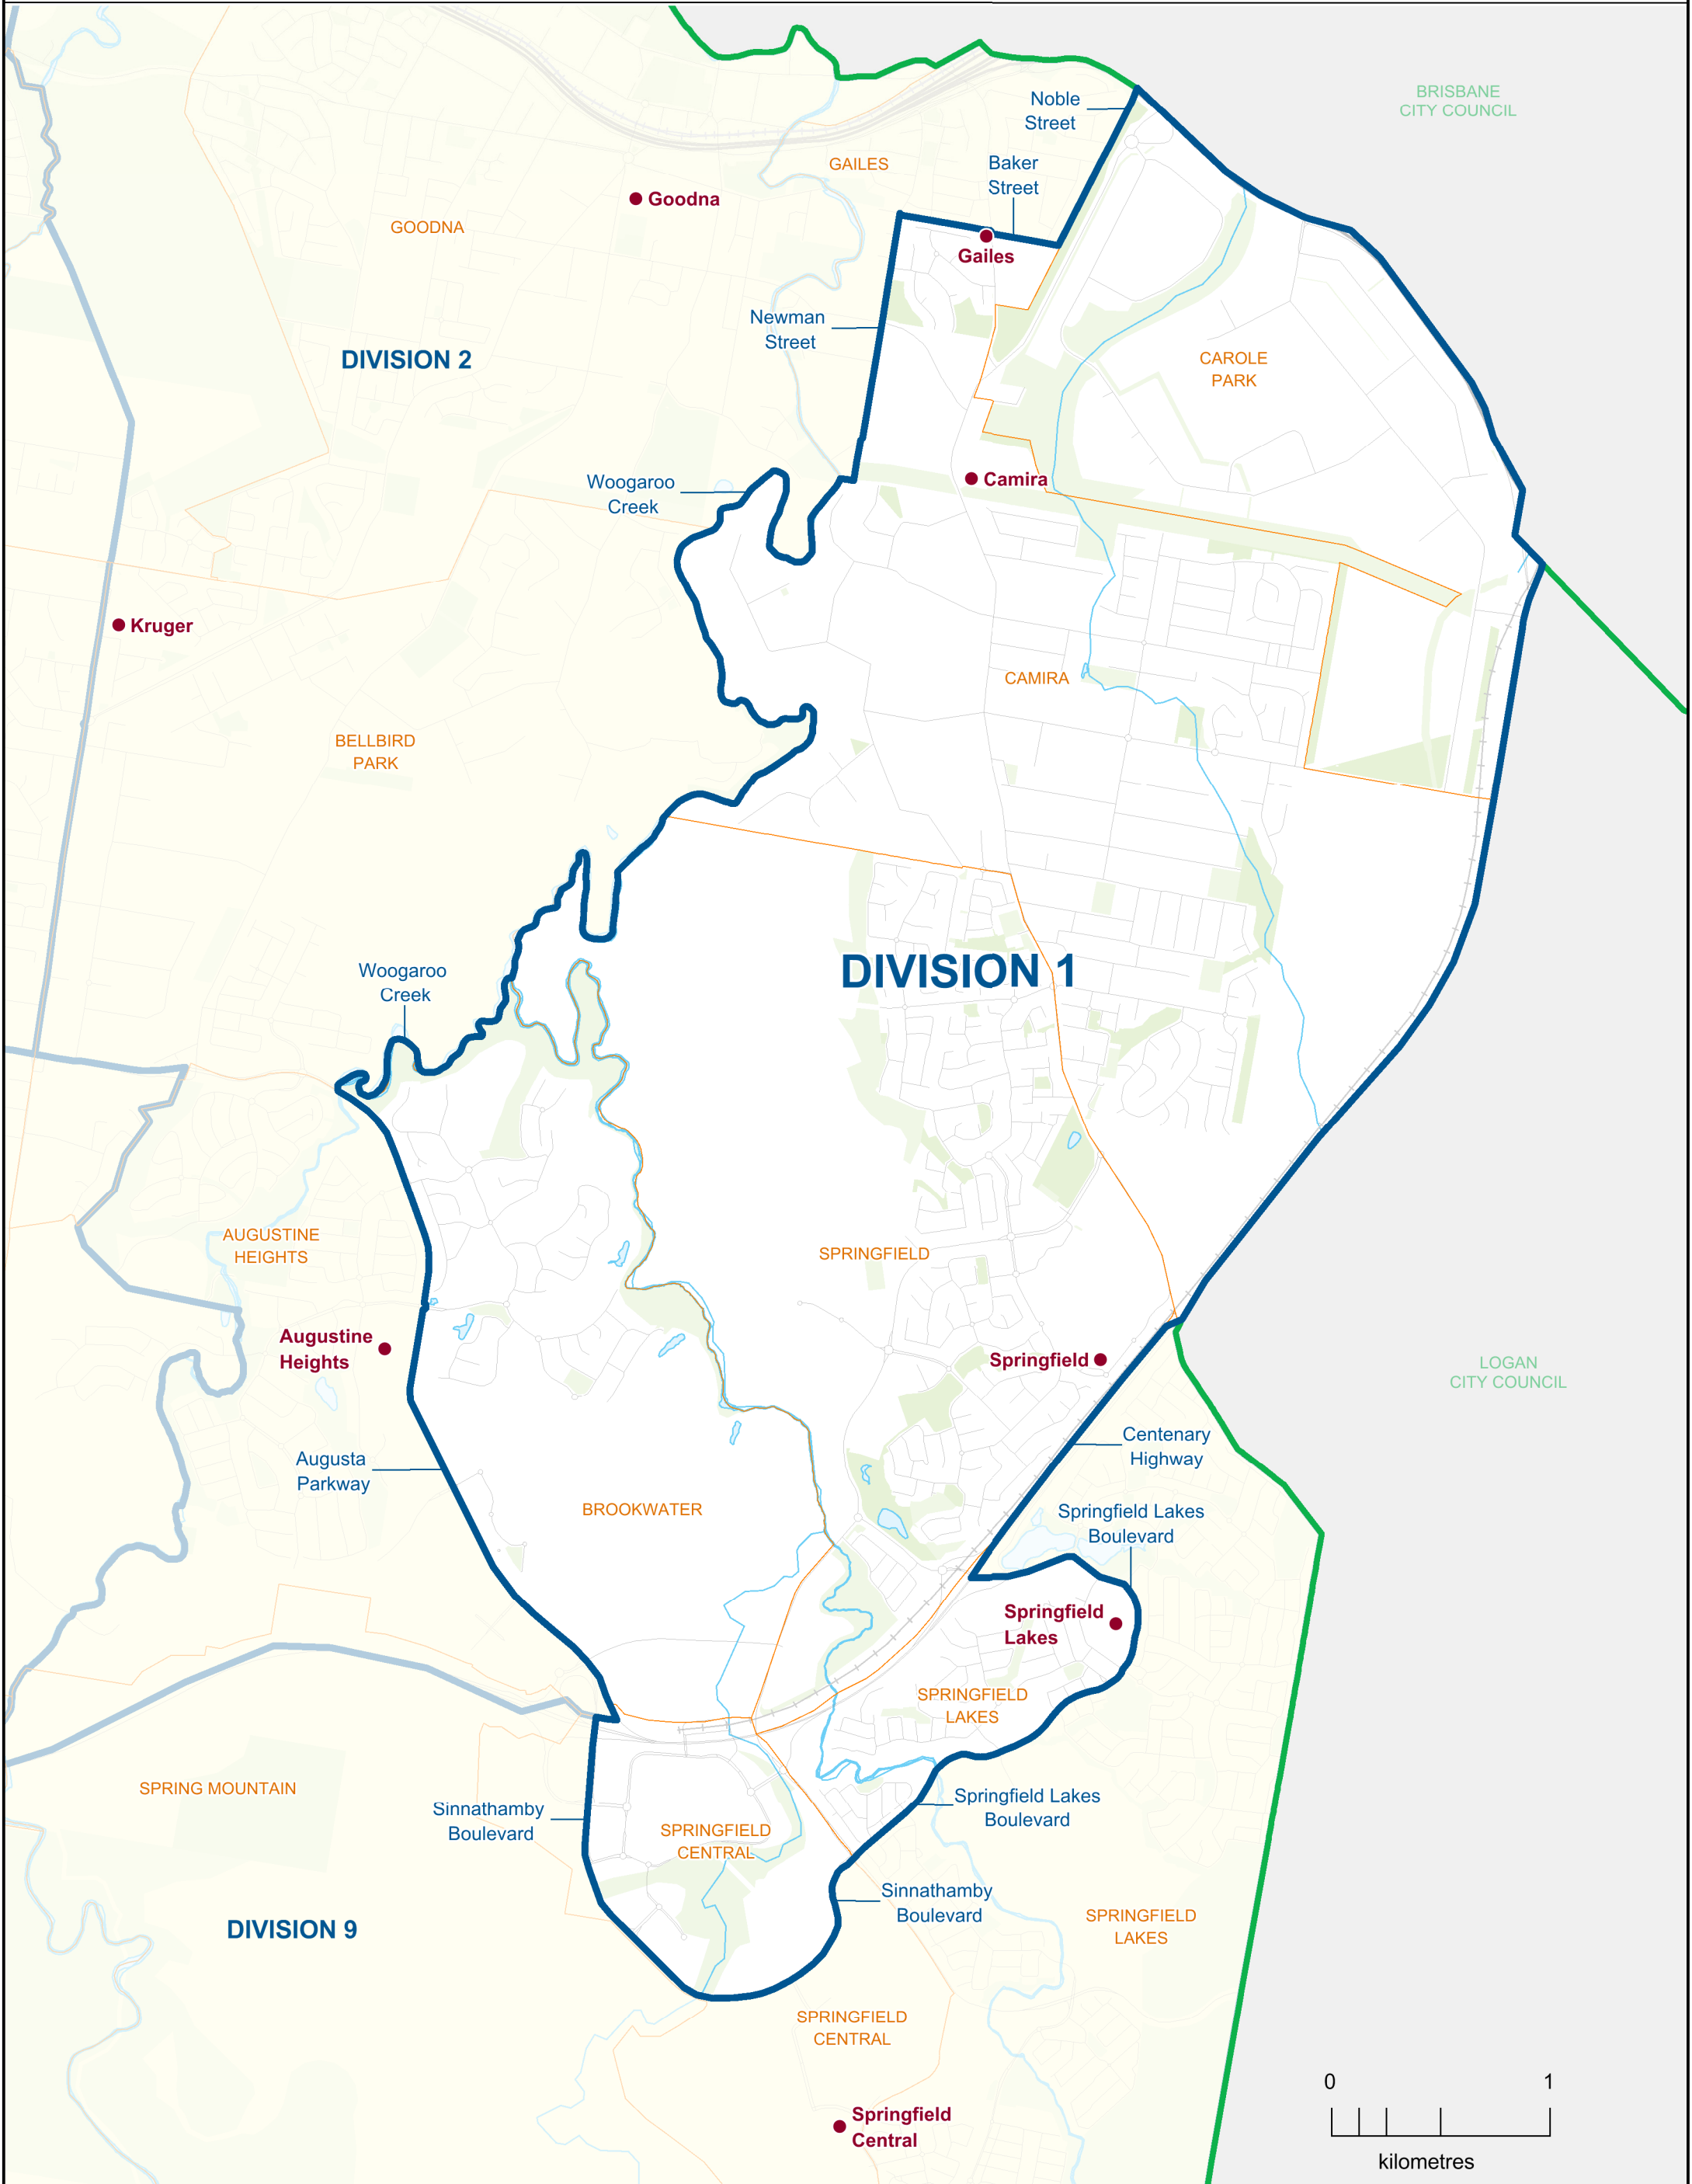 BRISBANE
CITY COUNCIL
Noble
Street
Baker
Street
GAILES
Goodna
GOODNA
Gailes
Newman
Street
DIVISION 2
CAROLE
PARK
Woogaroo
Creek
Camira
Kruger
CAMIRA
BELLBIRD
PARK
DIVISION 1
Woogaroo
Creek
AUGUSTINE
HEIGHTS
SPRINGFIELD
Augustine
Heights
Springfield
LOGAN
CITY COUNCIL
Centenary
Highway
Augusta
Parkway
BROOKWATER
Springfield Lakes
Boulevard
Springfield
Lakes
SPRINGFIELD
LAKES
SPRING MOUNTAIN
Springfield Lakes
Boulevard
Sinnathamby
Boulevard
SPRINGFIELD
CENTRAL
Sinnathamby
Boulevard
SPRINGFIELD
LAKES
DIVISION 9
SPRINGFIELD
CENTRAL
Springfield
Central
0 1
kilometres